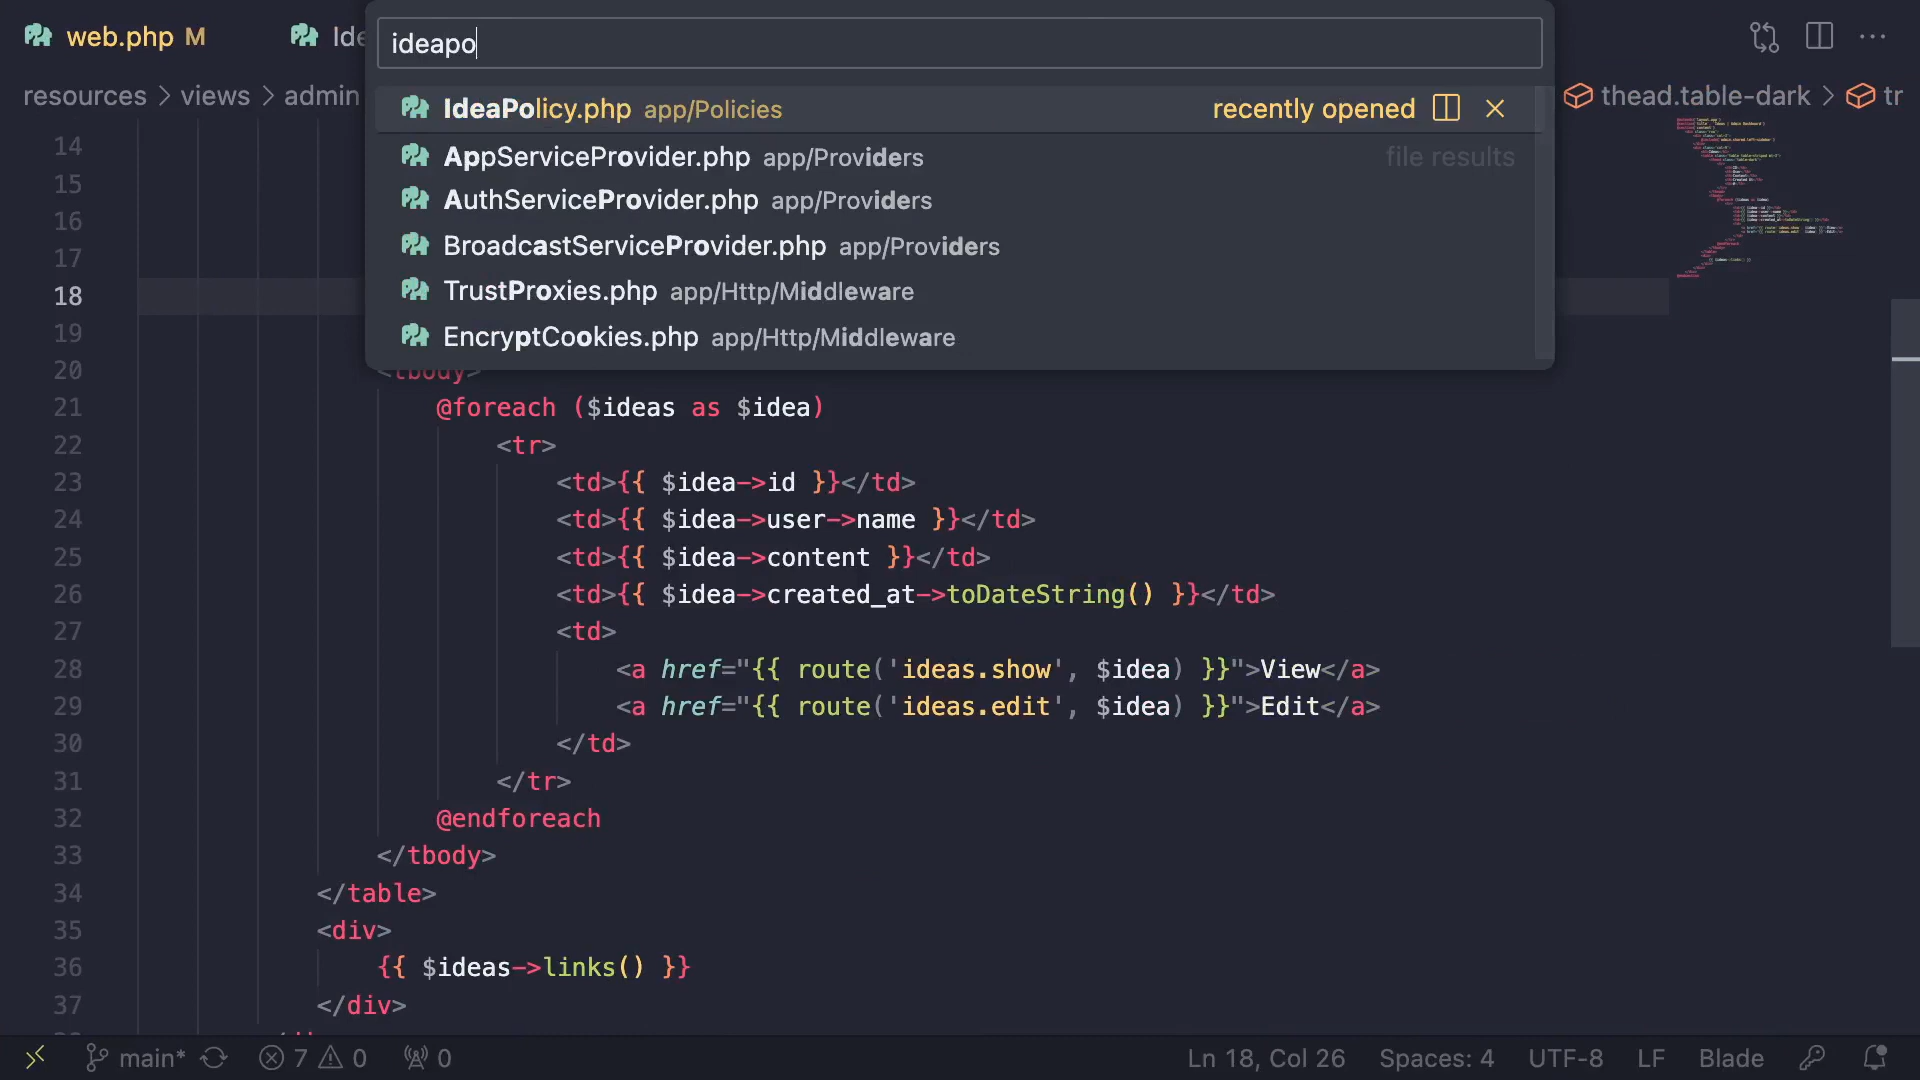 web.php M
Ide
ideapo
resources > views > admin
thead.table-dark > tr
IdeaPolicy.php app/Policies recently opened
AppServiceProvider.php app/Providers file results
AuthServiceProvider.php app/Providers
BroadcastServiceProvider.php app/Providers
TrustProxies.php app/Http/Middleware
EncryptCookies.php app/Http/Middleware
14
15
16
17
18
19
20 <tbody>
21 @foreach ($ideas as $idea)
22 <tr>
23 <td>{{ $idea->id }}</td>
24 <td>{{ $idea->user->name }}</td>
25 <td>{{ $idea->content }}</td>
26 <td>{{ $idea->created_at->toDateString() }}</td>
27 <td>
28 <a href="{{ route('ideas.show', $idea) }}">View</a>
29 <a href="{{ route('ideas.edit', $idea) }}">Edit</a>
30 </td>
31 </tr>
32 @endforeach
33 </tbody>
34 </table>
35 <div>
36 {{ $ideas->links() }}
37 </div>
main* 7 0 0 Ln 18, Col 26 Spaces: 4 UTF-8 LF Blade